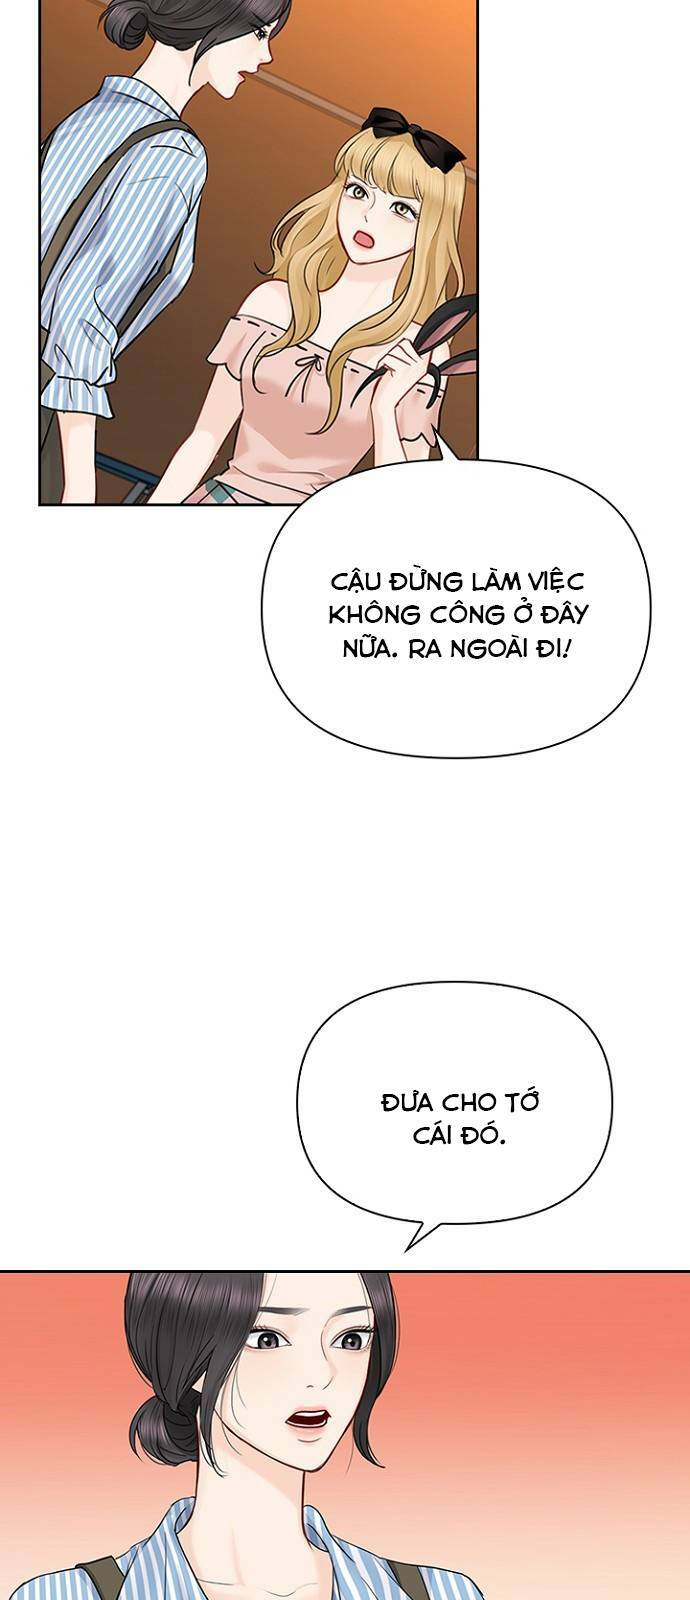 CẬU ĐỪNG LÀM VIỆC
KHÔNG CÔNG Ở ĐÂY
NỮA. RA NGOÀI ĐI!
ĐƯA CHO TỚ
CÁI ĐÓ.